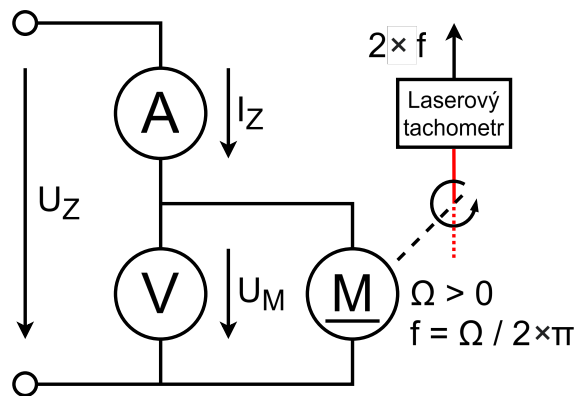 2 × f
Laserový
tachometr
A
I_Z
U_Z
V
U_M
M
Ω > 0
f = Ω / 2×π